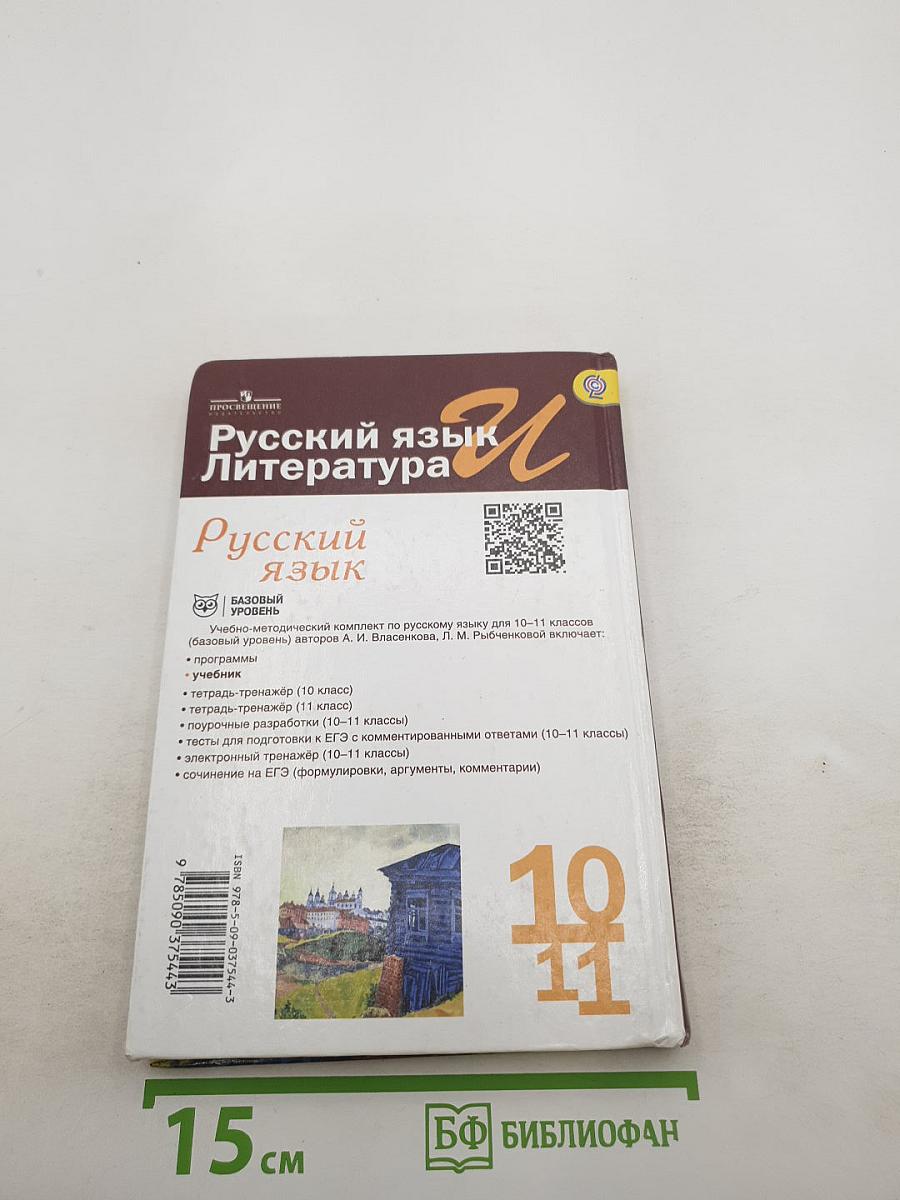 ПРОСВЕЩЕНИЕ
ИЗДАТЕЛЬСТВО
Русский язык И
Литература
Русский
язык
БАЗОВЫЙ
УРОВЕНЬ
Учебно-методический комплект по русскому языку для 10–11 классов
(базовый уровень) авторов А. И. Власенкова, Л. М. Рыбченковой включает:
• программы
• учебник
• тетрадь-тренажёр (10 класс)
• тетрадь-тренажёр (11 класс)
• поурочные разработки (10–11 классы)
• тесты для подготовки к ЕГЭ с комментированными ответами (10–11 классы)
• электронный тренажёр (10–11 классы)
• сочинение на ЕГЭ (формулировки, аргументы, комментарии)
ISBN 978-5-09-037544-3
9 785090 375443
10
11
15 см
БФ БИБЛИОФАН